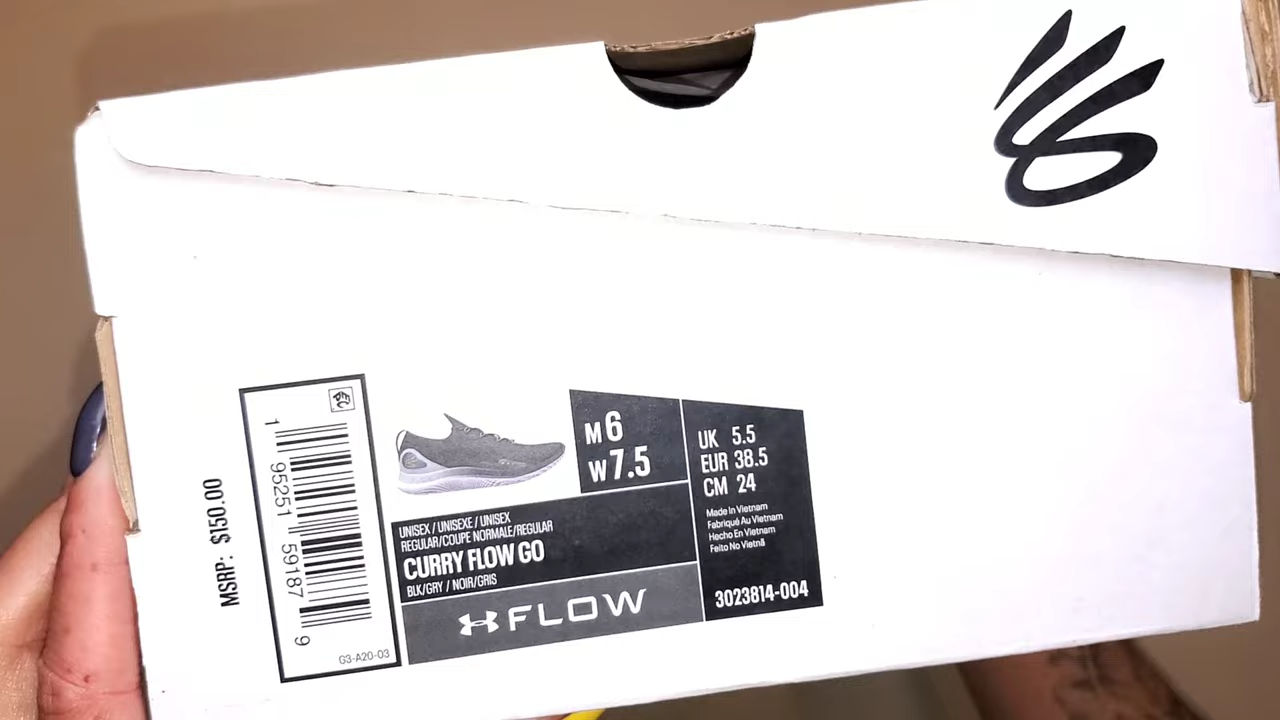 MSRP: $150.00
1 95251 59187 9
G3-A20-03
M 6
W 7.5
UNISEX / UNISEXE / UNISEX
REGULAR/COUPE NORMALE/REGULAR
CURRY FLOW GO
BLK/GRY / NOIR/GRIS
FLOW
UK 5.5
EUR 38.5
CM 24
Made In Vietnam
Fabriqué Au Vietnam
Hecho En Vietnam
Feito No Vietnã
3023814-004